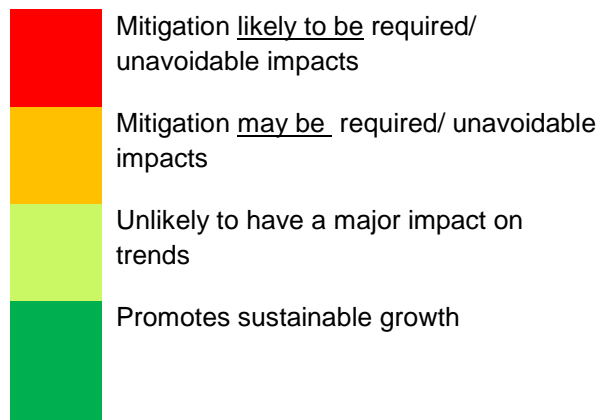 Mitigation likely to be required/
unavoidable impacts
Mitigation may be  required/ unavoidable
impacts
Unlikely to have a major impact on
trends
Promotes sustainable growth